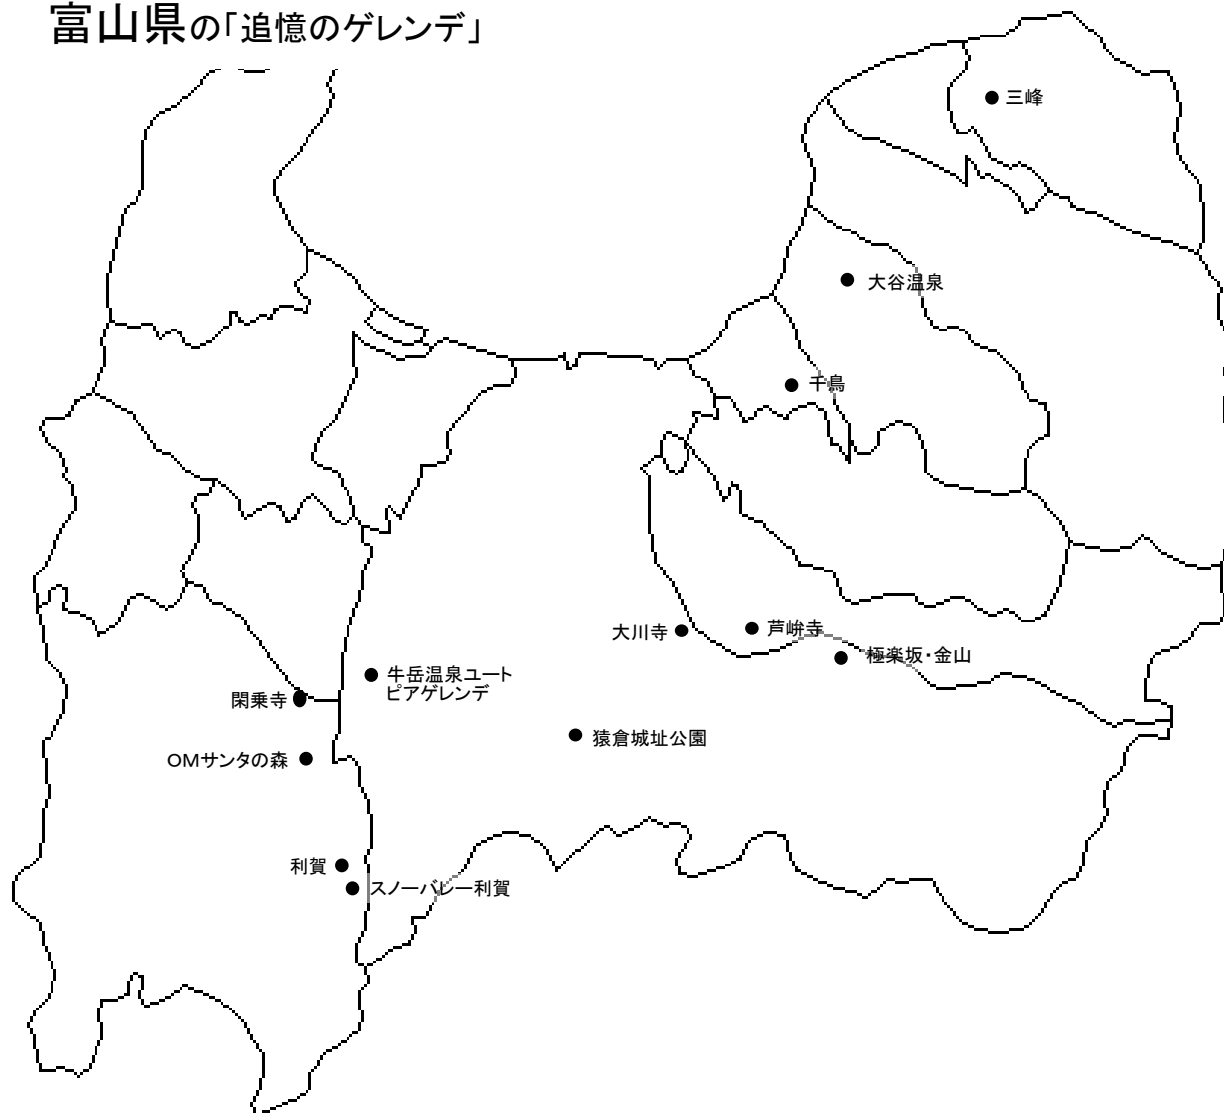 富山県の「追憶のゲレンデ」
三峰
大谷温泉
千鳥
大川寺
芦峅寺
極楽坂・金山
牛岳温泉ユート
ピアゲレンデ
閑乗寺
猿倉城址公園
OMサンタの森
利賀
スノーバレー利賀